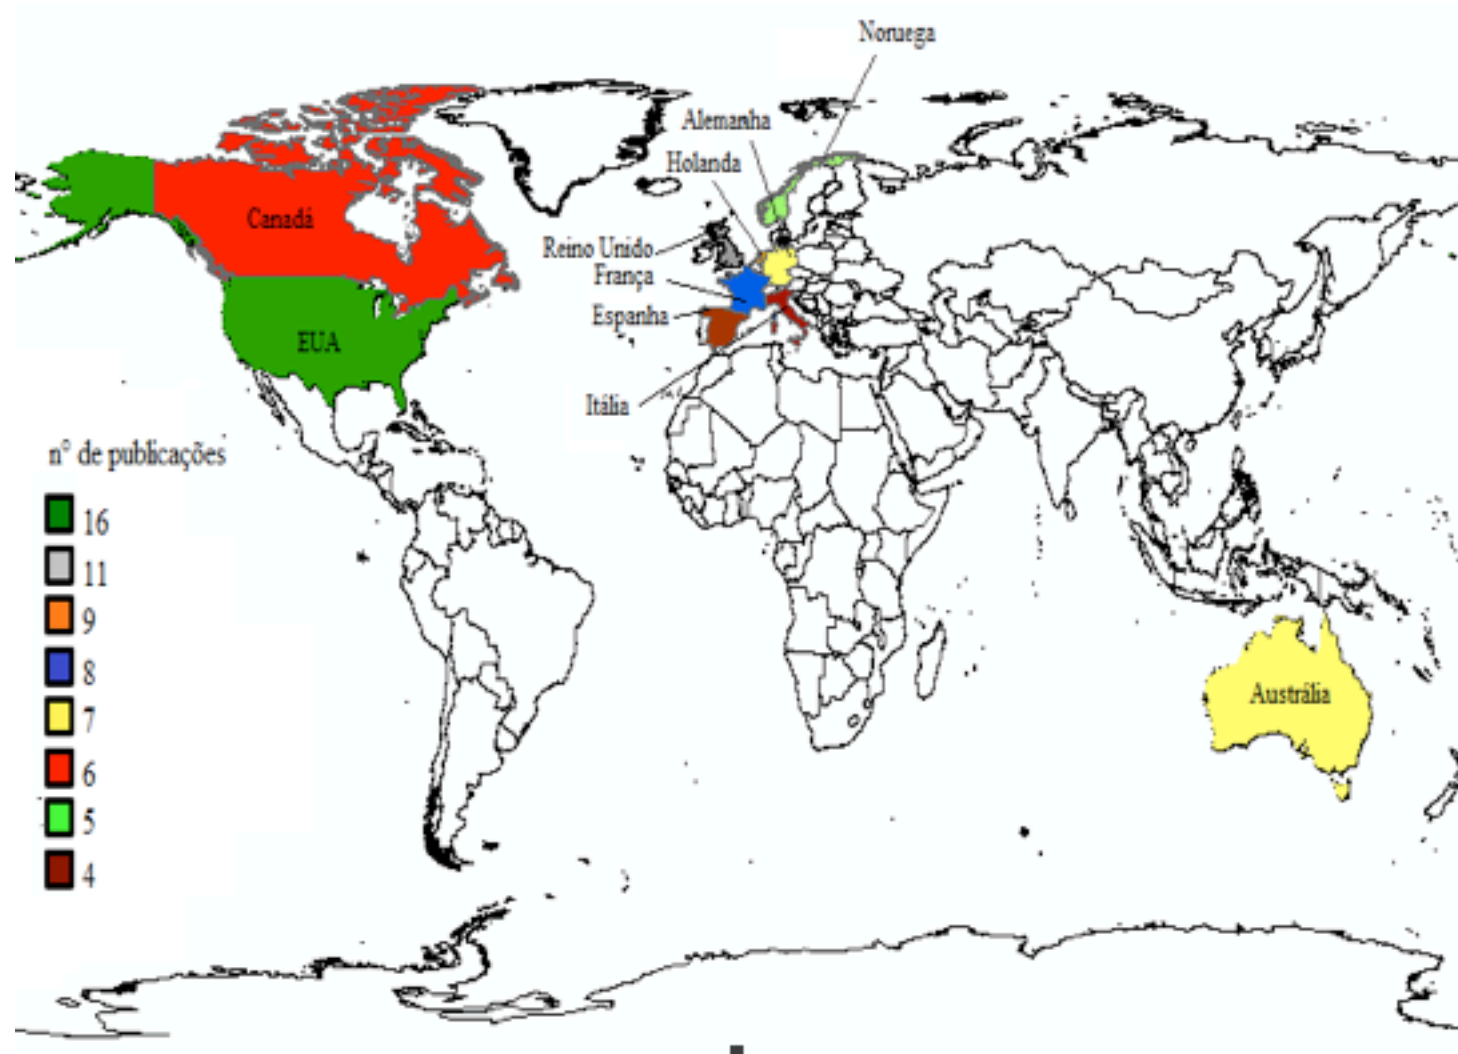 Noruega
Alemanha
Holanda
Canadá
Reino Unido
França
Espanha
EUA
Itália
n° de publicações
16
11
9
8
7
6
5
4
Austrália